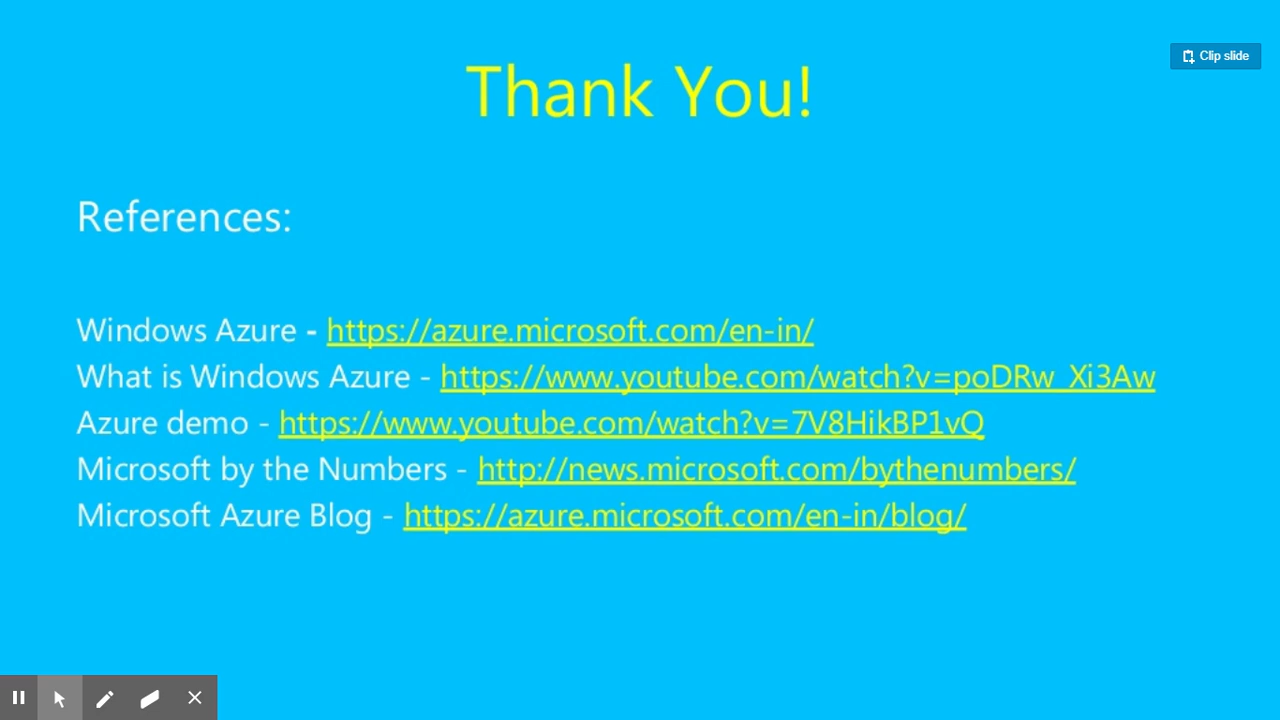 Clip slide
Thank You!
References:
Windows Azure - https://azure.microsoft.com/en-in/
What is Windows Azure - https://www.youtube.com/watch?v=poDRw_Xi3Aw
Azure demo - https://www.youtube.com/watch?v=7V8HikBP1vQ
Microsoft by the Numbers - http://news.microsoft.com/bythenumbers/
Microsoft Azure Blog - https://azure.microsoft.com/en-in/blog/